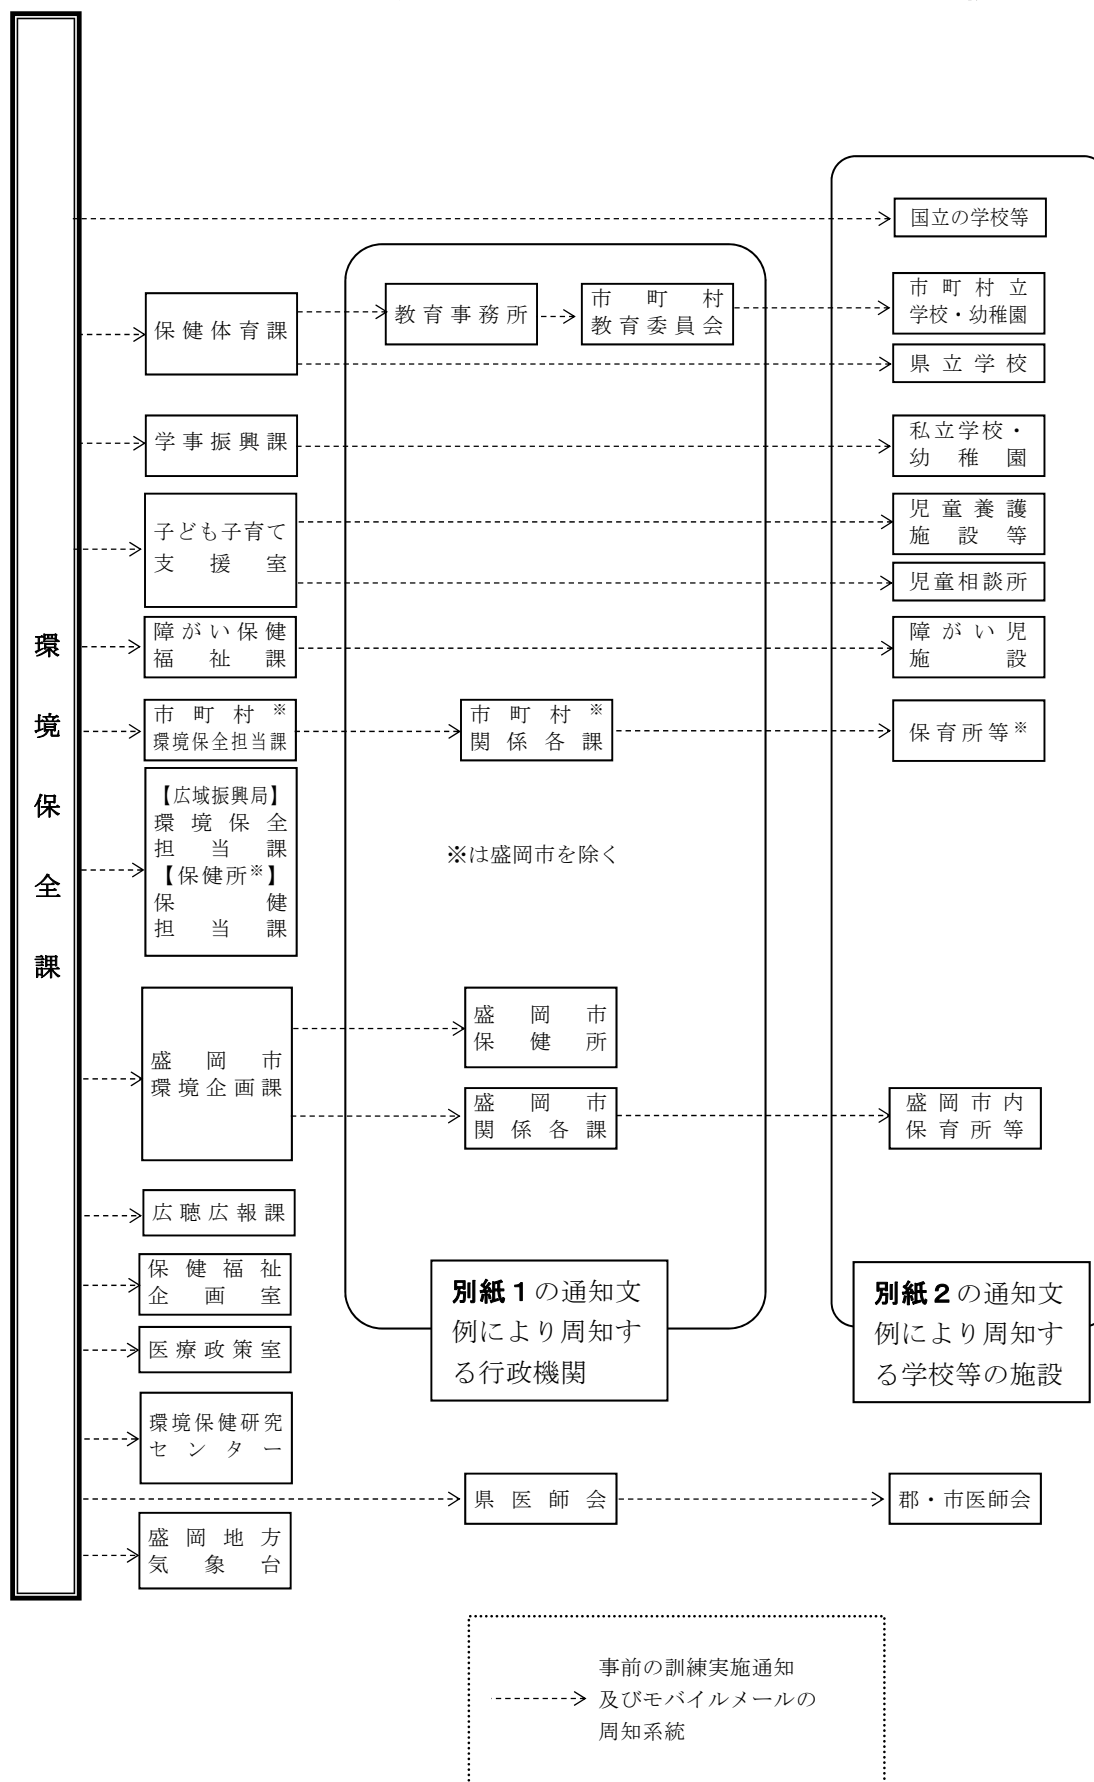 環境保全課
国立の学校等
保健体育課
教育事務所
市町村
教育委員会
市町村立
学校・幼稚園
県立学校
学事振興課
私立学校・
幼稚園
子ども子育て
支援室
児童養護
施設等
児童相談所
障がい保健
福祉課
障がい児
施設
市町村※
環境保全担当課
市町村※
関係各課
保育所等※
【広域振興局】
環境保全
担当課
【保健所※】
保健
担当課
※は盛岡市を除く
盛岡市
環境企画課
盛岡市
保健所
盛岡市
関係各課
盛岡市内
保育所等
広聴広報課
保健福祉
企画室
別紙1の通知文
例により周知す
る行政機関
別紙2の通知文
例により周知す
る学校等の施設
医療政策室
環境保健研究
センター
県医師会
郡・市医師会
盛岡地方
気象台
事前の訓練実施通知
及びモバイルメールの
周知系統